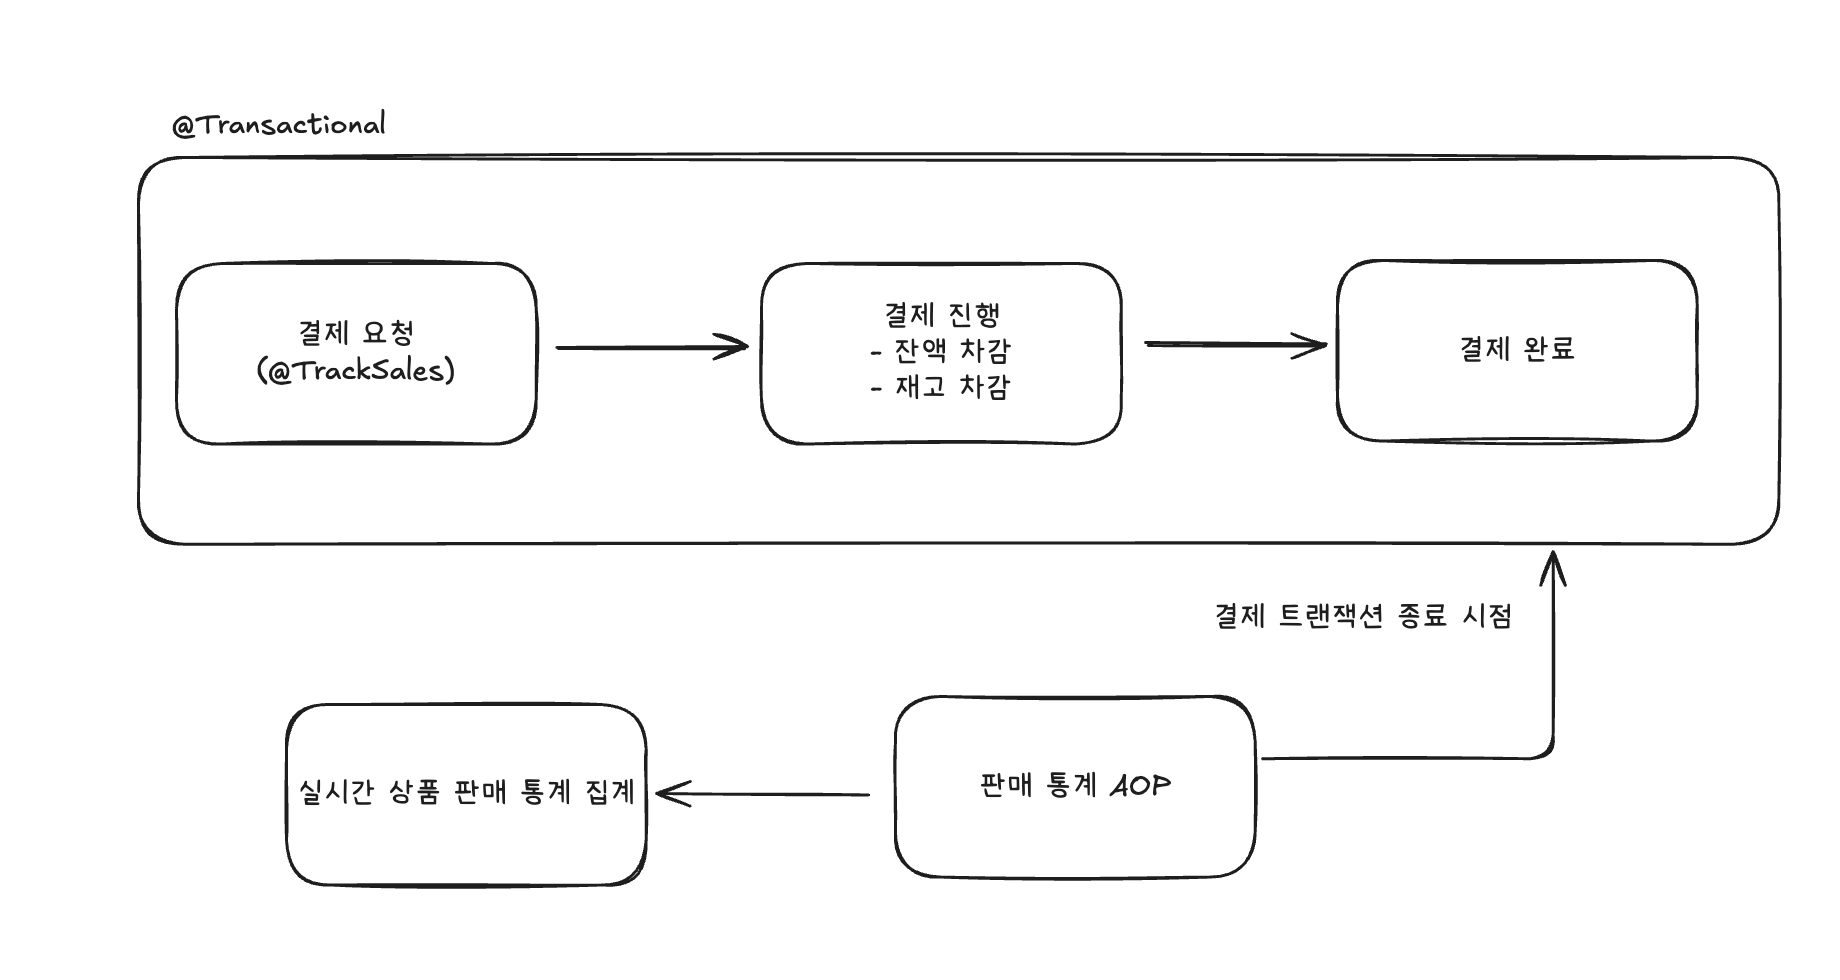 @Transactional
결제 요청
(@TrackSales)
결제 진행
- 잔액 차감
- 재고 차감
결제 완료
결제 트랜잭션 종료 시점
실시간 상품 판매 통계 집계
판매 통계 AOP